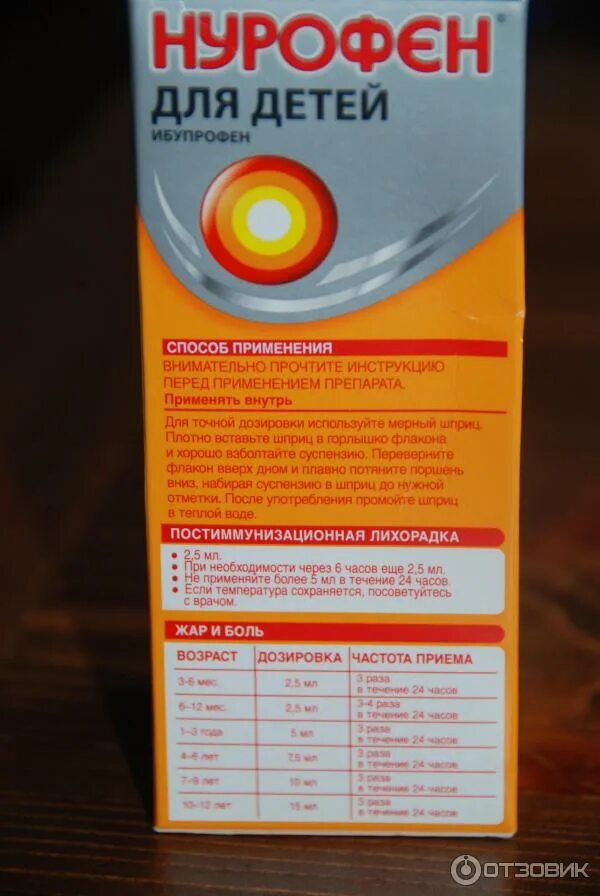 НУРОФЕН®
ДЛЯ ДЕТЕЙ
ИБУПРОФЕН
СПОСОБ ПРИМЕНЕНИЯ
ВНИМАТЕЛЬНО ПРОЧТИТЕ ИНСТРУКЦИЮ
ПЕРЕД ПРИМЕНЕНИЕМ ПРЕПАРАТА.
Применять внутрь
Для точной дозировки используйте мерный шприц.
Плотно вставьте шприц в горлышко флакона
и хорошо взболтайте суспензию. Переверните
флакон вверх дном и плавно потяните поршень
вниз, набирая суспензию в шприц до нужной
отметки. После употребления промойте шприц
в теплой воде.
ПОСТИММУНИЗАЦИОННАЯ ЛИХОРАДКА
• 2,5 мл.
• При необходимости через 6 часов еще 2,5 мл.
• Не применяйте более 5 мл в течение 24 часов.
• Если температура сохраняется, посоветуйтесь
с врачом.
ЖАР И БОЛЬ
ВОЗРАСТ ДОЗИРОВКА ЧАСТОТА ПРИЕМА
3-6 мес. 2,5 мл 3 раза
в течение 24 часов
6-12 мес. 2,5 мл 3-4 раза
в течение 24 часов
1-3 года 5 мл 3 раза
в течение 24 часов
4-6 лет 7,5 мл 3 раза
в течение 24 часов
7-9 лет 10 мл 3 раза
в течение 24 часов
10-12 лет 15 мл 3 раза
в течение 24 часов
ОТЗОВИК